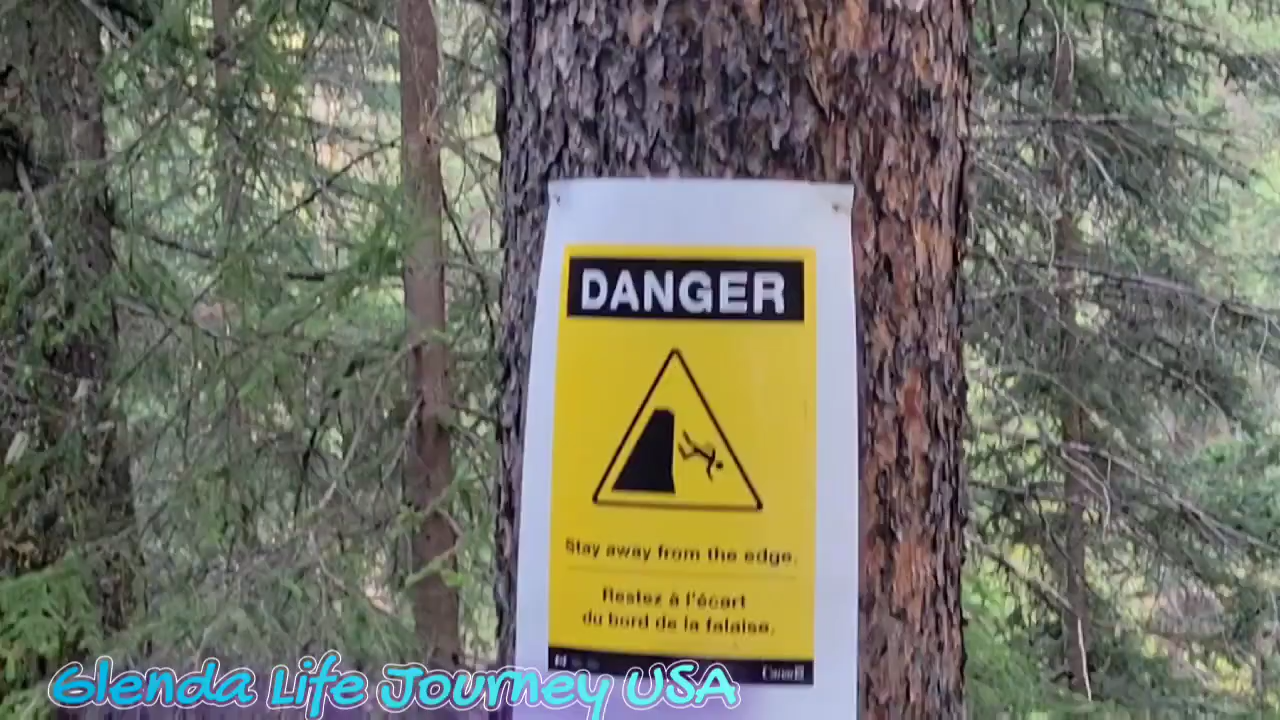 DANGER
Stay away from the edge.
Restez à l'écart
du bord de la falaise.
Canada
Glenda Life Journey USA